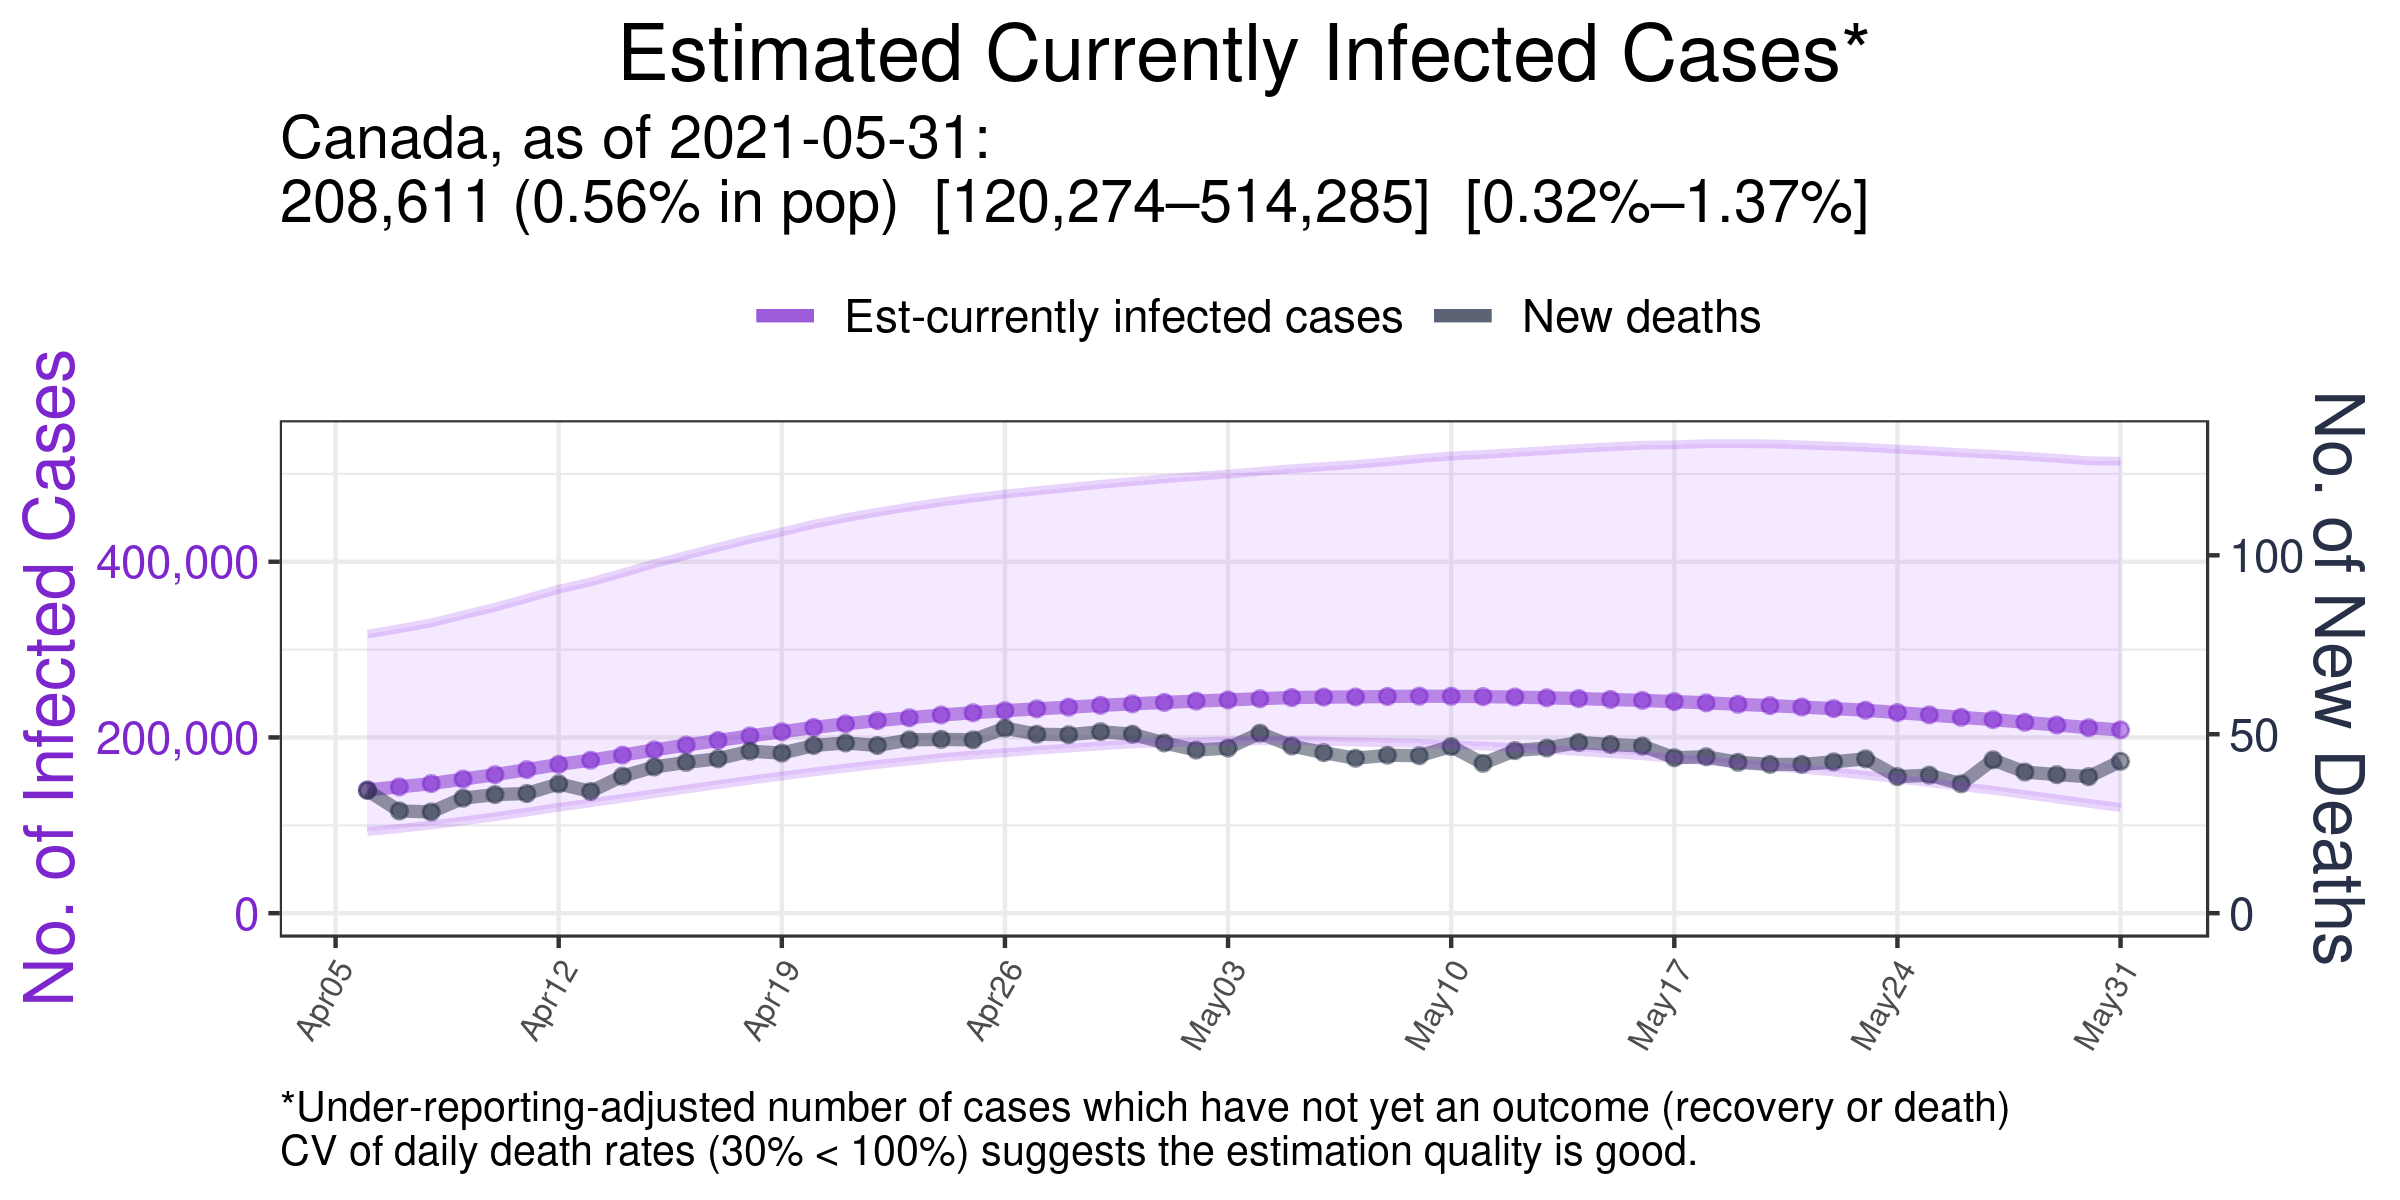 Estimated Currently Infected Cases*
Canada, as of 2021-05-31:
208,611 (0.56% in pop) [120,274–514,285] [0.32%–1.37%]
Est-currently infected cases New deaths
No. of Infected Cases
400,000
200,000
0
100
50
0
No. of New Deaths
Apr05 Apr12 Apr19 Apr26 May03 May10 May17 May24 May31
*Under-reporting-adjusted number of cases which have not yet an outcome (recovery or death)
CV of daily death rates (30% < 100%) suggests the estimation quality is good.